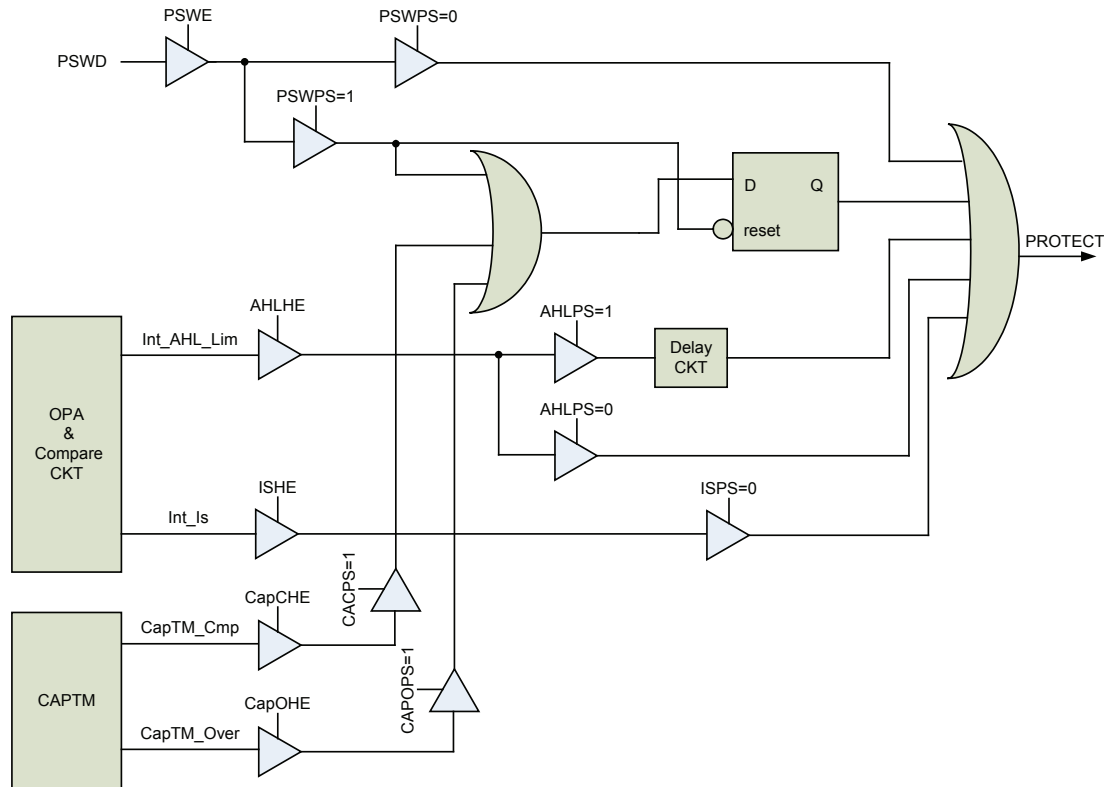 PSWE
PSWPS=0
PSWD
PSWPS=1
D
Q
reset
PROTECT
AHLHE
Int_AHL_Lim
AHLPS=1
Delay
CKT
OPA
&
Compare
CKT
AHLPS=0
ISHE
ISPS=0
Int_Is
CACPS=1
CapCHE
CapTM_Cmp
CAPOPS=1
CAPTM
CapOHE
CapTM_Over